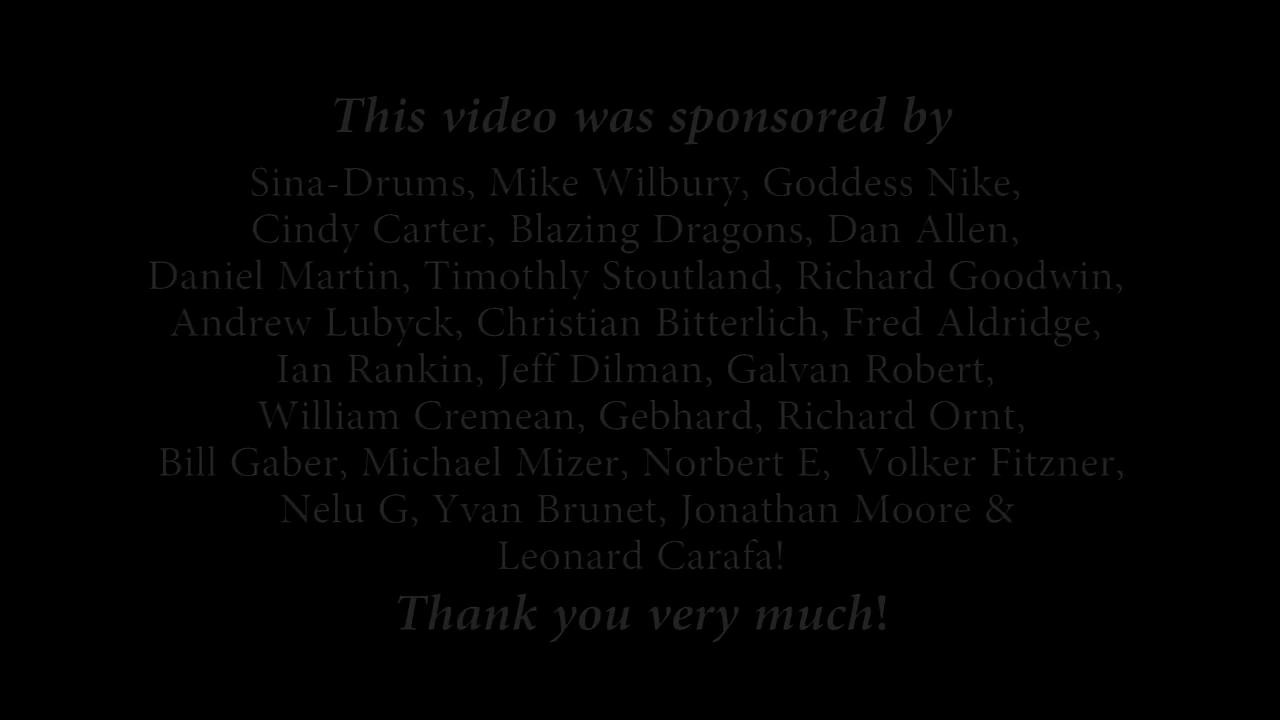 This video was sponsored by
Sina-Drums, Mike Wilbury, Goddess Nike,
Cindy Carter, Blazing Dragons, Dan Allen,
Daniel Martin, Timothly Stoutland, Richard Goodwin,
Andrew Lubyck, Christian Bitterlich, Fred Aldridge,
Ian Rankin, Jeff Dilman, Galvan Robert,
William Cremean, Gebhard, Richard Ornt,
Bill Gaber, Michael Mizer, Norbert E,  Volker Fitzner,
Nelu G, Yvan Brunet, Jonathan Moore &
Leonard Carafa!
Thank you very much!